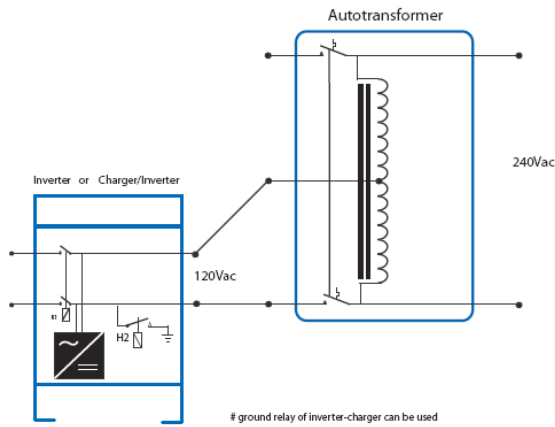 Autotransformer
240Vac
Inverter or Charger/Inverter
120Vac
H1
H2
# ground relay of inverter-charger can be used